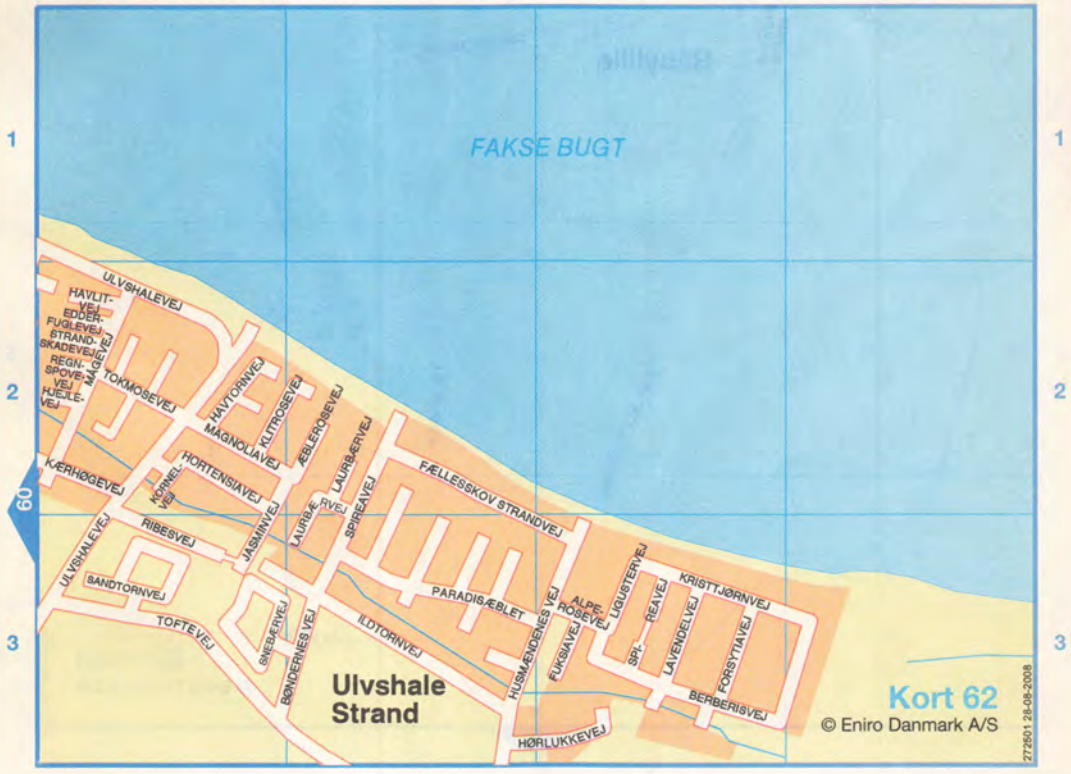 1
1
FAKSE BUGT
ULVSHALEVEJ
HAVLIT-
VEJ
EDDER-
FUGLEVEJ
STRAND-
SKADEVEJ
REGN-
SPOVE-
VEJ
HJEJLE-
VEJ
MÅGEVEJ
TOKMOSEVEJ
2
2
HAVTORNVEJ
KLITROSEVEJ
ÆBLEROSEVEJ
MAGNOLIAVEJ
LAURBÆRVEJ
HORTENSIAVEJ
KORNEL-
VEJ
KÆRHØGEVEJ
FÆLLESSKOV STRANDVEJ
SPIREAVEJ
LAURBÆ
RVEJ
60
RIBESVEJ
JASMINVEJ
ULVSHALEVEJ
SANDTORNVEJ
TOFTEVEJ
SNEBÆRVEJ
BØNDERNES VEJ
ILDTORNVEJ
PARADISÆBLET
HUSMÆNDENES VEJ
ALPE-
ROSEVEJ
FUKSIAVEJ
LIGUSTERVEJ
SPI-
REAVEJ
LAVENDELVEJ
KRISTTJØRNVEJ
FORSYTIAVEJ
BERBERISVEJ
3
3
HØRLUKKEVEJ
Ulvshale
Strand
Kort 62
© Eniro Danmark A/S
272501 28-08-2008